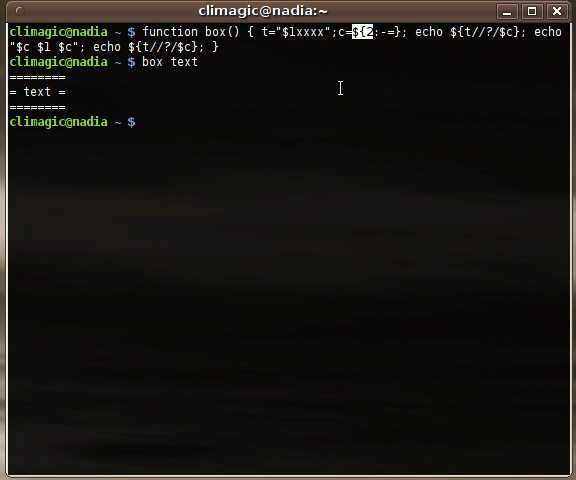 climagic@nadia:~
climagic@nadia ~ $ function box() { t="$1xxxx";c=${2:-=}; echo ${t//?/$c}; echo
"$c $1 $c"; echo ${t//?/$c}; }
climagic@nadia ~ $ box text
========
= text =
========
climagic@nadia ~ $